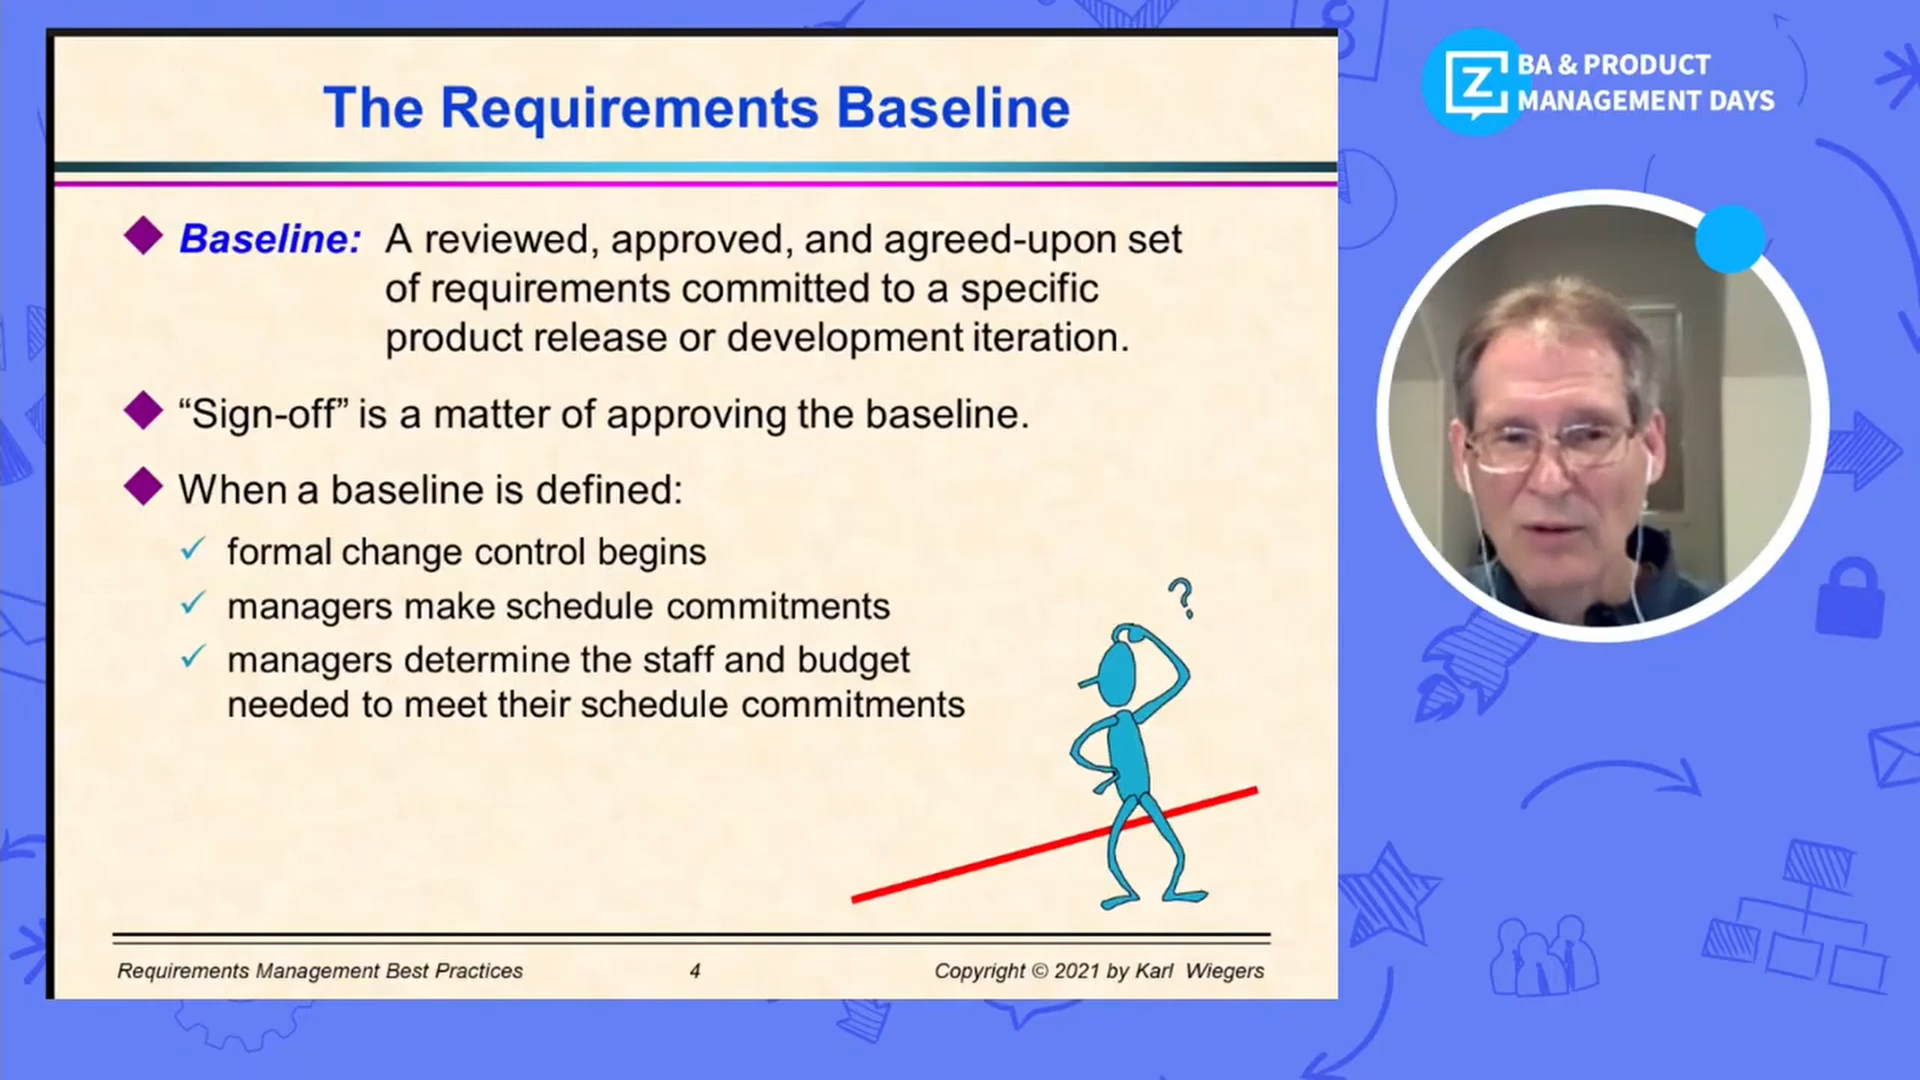 The Requirements Baseline
Baseline: A reviewed, approved, and agreed-upon set
of requirements committed to a specific
product release or development iteration.
“Sign-off” is a matter of approving the baseline.
When a baseline is defined:
formal change control begins
managers make schedule commitments
managers determine the staff and budget
needed to meet their schedule commitments
?
Requirements Management Best Practices
4
Copyright © 2021 by Karl Wiegers
Z
BA & PRODUCT
MANAGEMENT DAYS